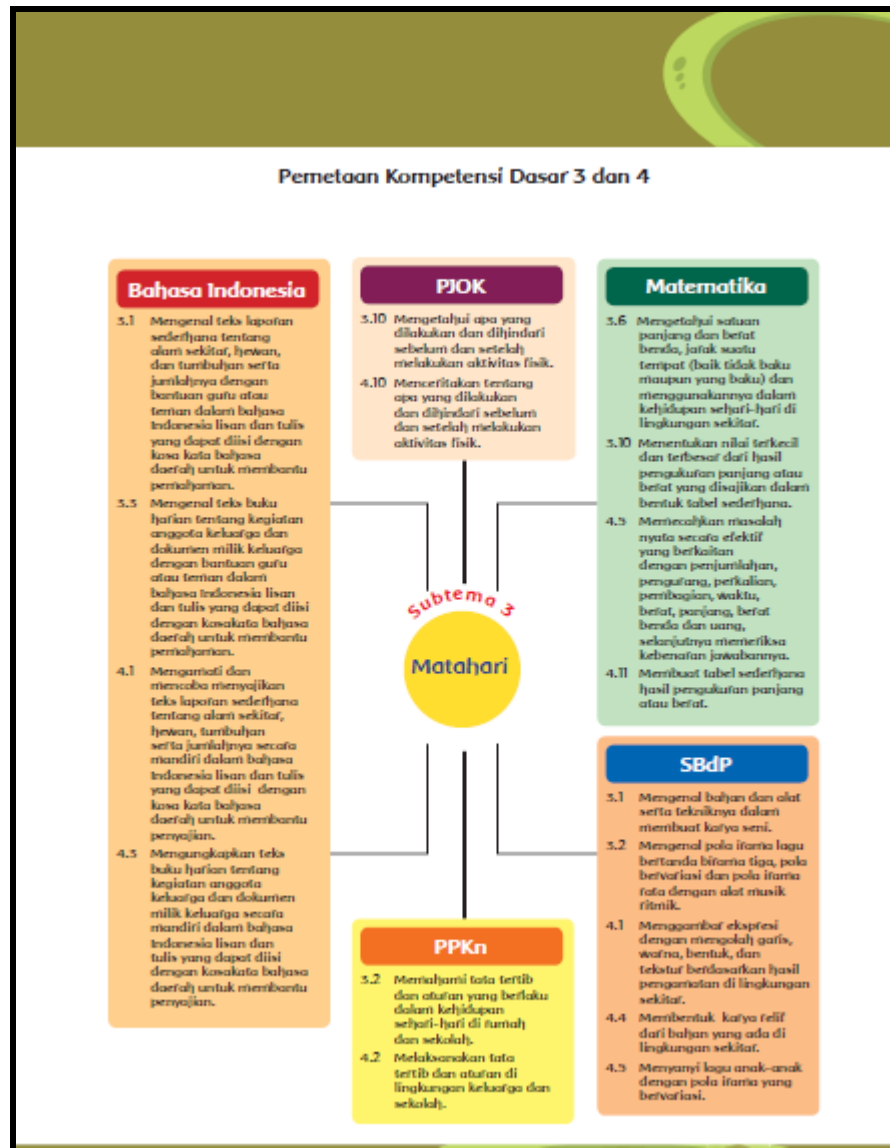 Pemetaan Kompetensi Dasar 3 dan 4
Bahasa Indonesia
3.1 Mengenal teks laporan
sederhana tentang
alam sekitar, hewan,
dan tumbuhan serta
jumlahnya dengan
bantuan guru atau
teman dalam bahasa
Indonesia lisan dan tulis
yang dapat diisi dengan
kosa kata bahasa
daerah untuk membantu
pemahaman.
3.3 Mengenal teks buku
harian tentang kegiatan
anggota keluarga dan
dokumen milik keluarga
dengan bantuan guru
atau teman dalam
bahasa Indonesia lisan
dan tulis yang dapat diisi
dengan kosakata bahasa
daerah untuk membantu
pemahaman.
4.1 Mengamati dan
mencoba menyajikan
teks laporan sederhana
tentang alam sekitar,
hewan, tumbuhan
serta jumlahnya secara
mandiri dalam bahasa
Indonesia lisan dan tulis
yang dapat diisi dengan
kosa kata bahasa
daerah untuk membantu
penyajian.
4.3 Mengungkapkan teks
buku harian tentang
kegiatan anggota
keluarga dan dokumen
milik keluarga secara
mandiri dalam bahasa
Indonesia lisan dan
tulis yang dapat diisi
dengan kosakata bahasa
daerah untuk membantu
penyajian.
PJOK
3.10 Mengetahui apa yang
dilakukan dan dihindari
sebelum dan setelah
melakukan aktivitas fisik.
4.10 Menceritakan tentang
apa yang dilakukan
dan dihindari sebelum
dan setelah melakukan
aktivitas fisik.
Matematika
3.6 Mengetahui satuan
panjang dan berat
benda, jarak suatu
tempat (baik tidak baku
maupun yang baku) dan
menggunakannya dalam
kehidupan sehari-hari di
lingkungan sekitar.
3.10 Menentukan nilai terkecil
dan terbesar dari hasil
pengukuran panjang atau
berat yang disajikan dalam
bentuk tabel sederhana.
4.5 Memecahkan masalah
nyata secara efektif
yang berkaitan
dengan penjumlahan,
pengurang, perkalian,
pembagian, waktu,
berat, panjang, berat
benda dan uang,
selanjutnya memeriksa
kebenaran jawabannya.
4.11 Membuat tabel sederhana
hasil pengukuran panjang
atau berat.
Subtema 3
Matahari
PPKn
3.2 Memahami tata tertib
dan aturan yang berlaku
dalam kehidupan
sehari-hari di rumah
dan sekolah.
4.2 Melaksanakan tata
tertib dan aturan di
lingkungan keluarga dan
sekolah.
SBdP
3.1 Mengenal bahan dan alat
serta tekniknya dalam
membuat karya seni.
3.2 Mengenal pola irama lagu
bertanda birama tiga, pola
bervariasi dan pola irama
rata dengan alat musik
ritmik.
4.1 Menggambar ekspresi
dengan mengolah garis,
warna, bentuk, dan
tekstur berdasarkan hasil
pengamatan di lingkungan
sekitar.
4.4 Membentuk karya relif
dari bahan yang ada di
lingkungan sekitar.
4.5 Menyanyi lagu anak-anak
dengan pola irama yang
bervariasi.